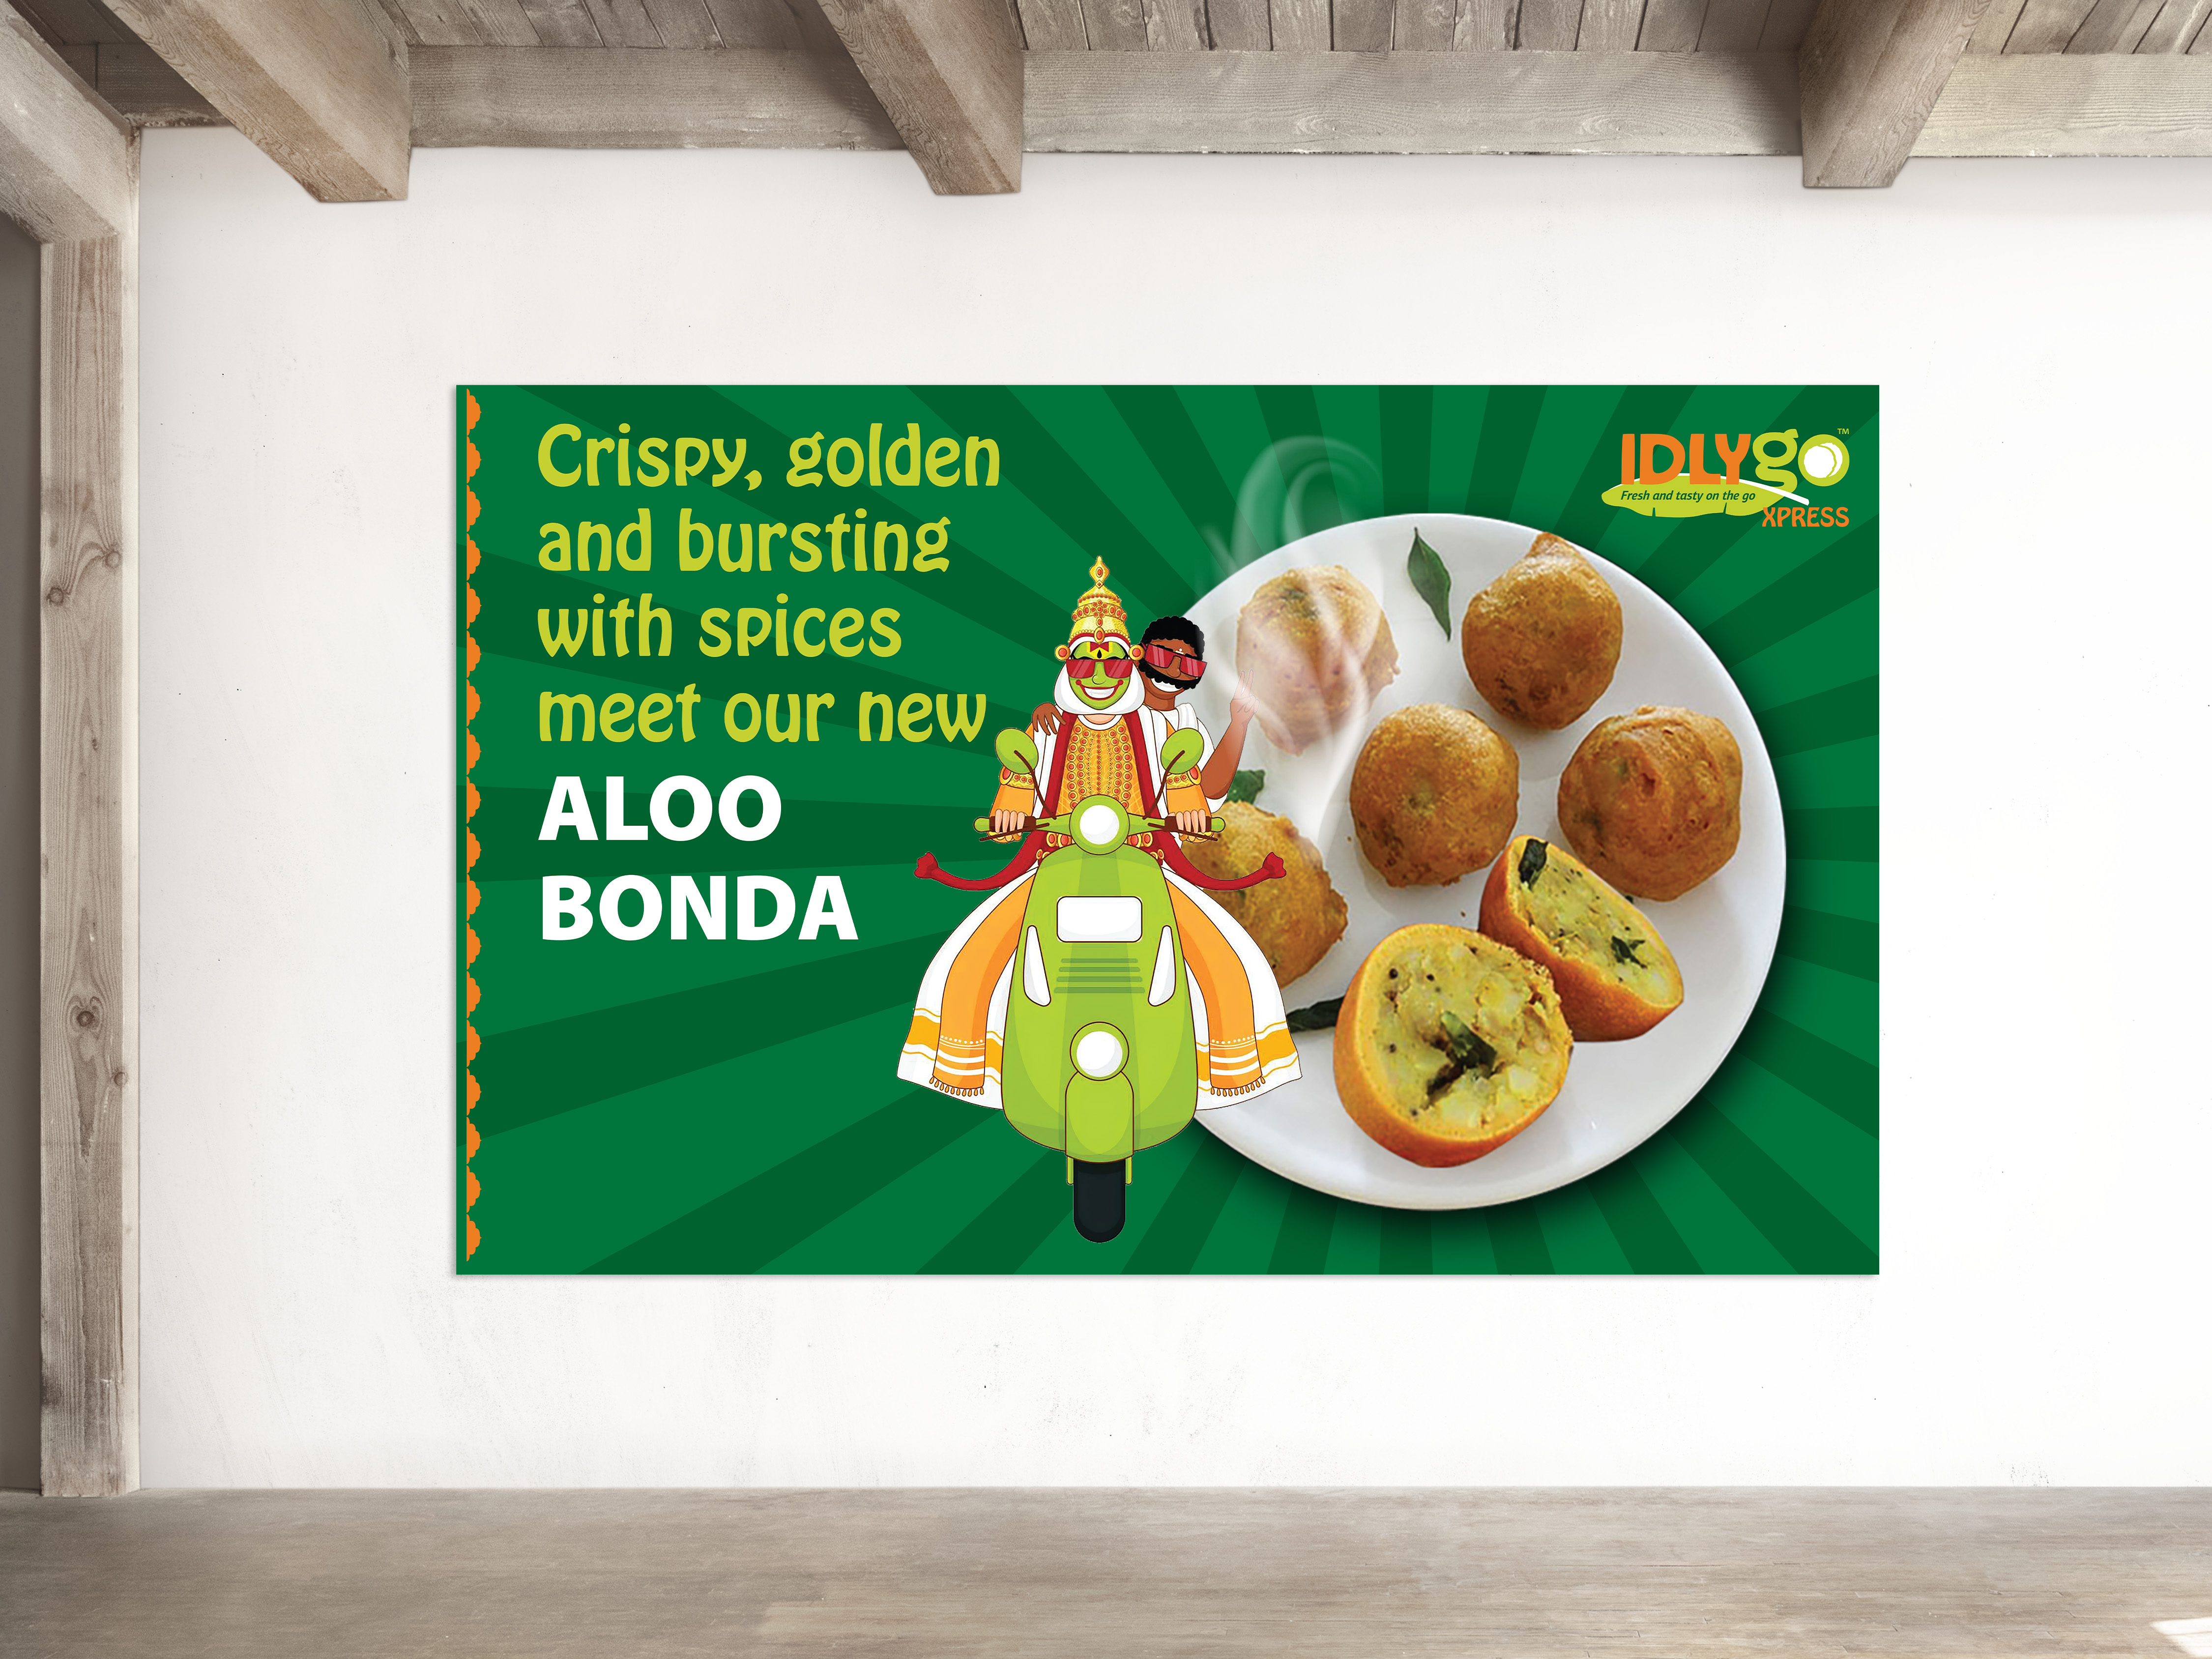 Crispy, golden
and bursting
with spices
meet our new
ALOO
BONDA
IDLYgo™
Fresh and tasty on the go
XPRESS